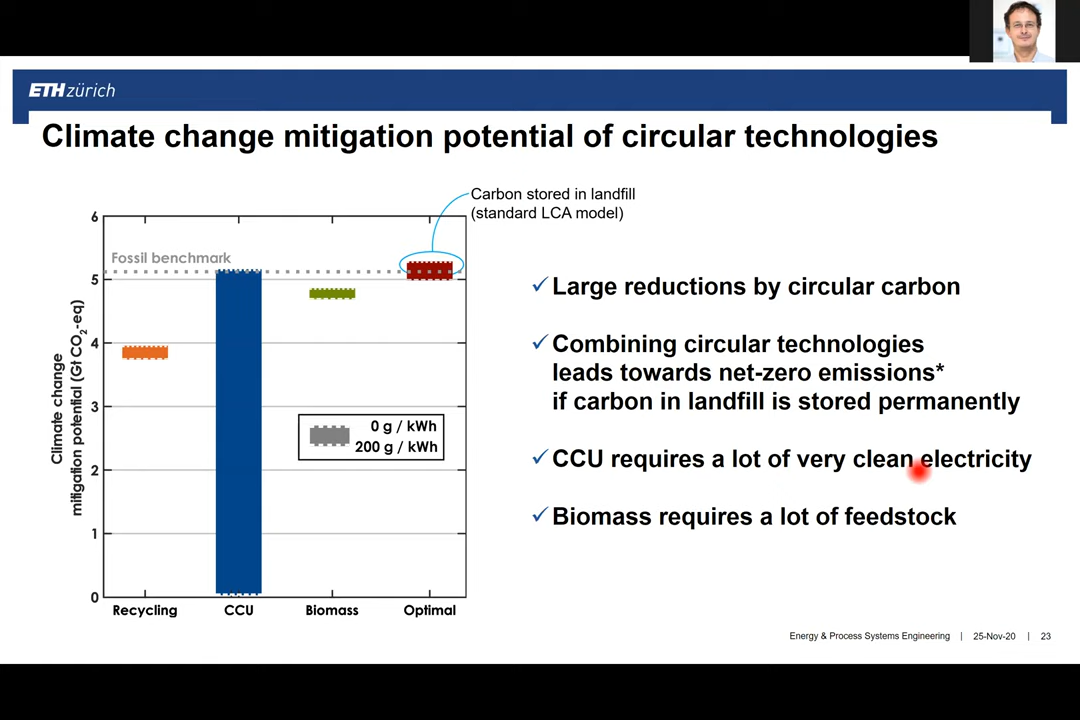 ETH zürich
Climate change mitigation potential of circular technologies
Carbon stored in landfill
(standard LCA model)
Climate change
mitigation potential (Gt CO2-eq)
6
5
4
3
2
1
0
Fossil benchmark
0 g / kWh
200 g / kWh
Recycling
CCU
Biomass
Optimal
✓ Large reductions by circular carbon
✓ Combining circular technologies
leads towards net-zero emissions*
if carbon in landfill is stored permanently
✓ CCU requires a lot of very clean electricity
✓ Biomass requires a lot of feedstock
Energy & Process Systems Engineering | 25-Nov-20 | 23